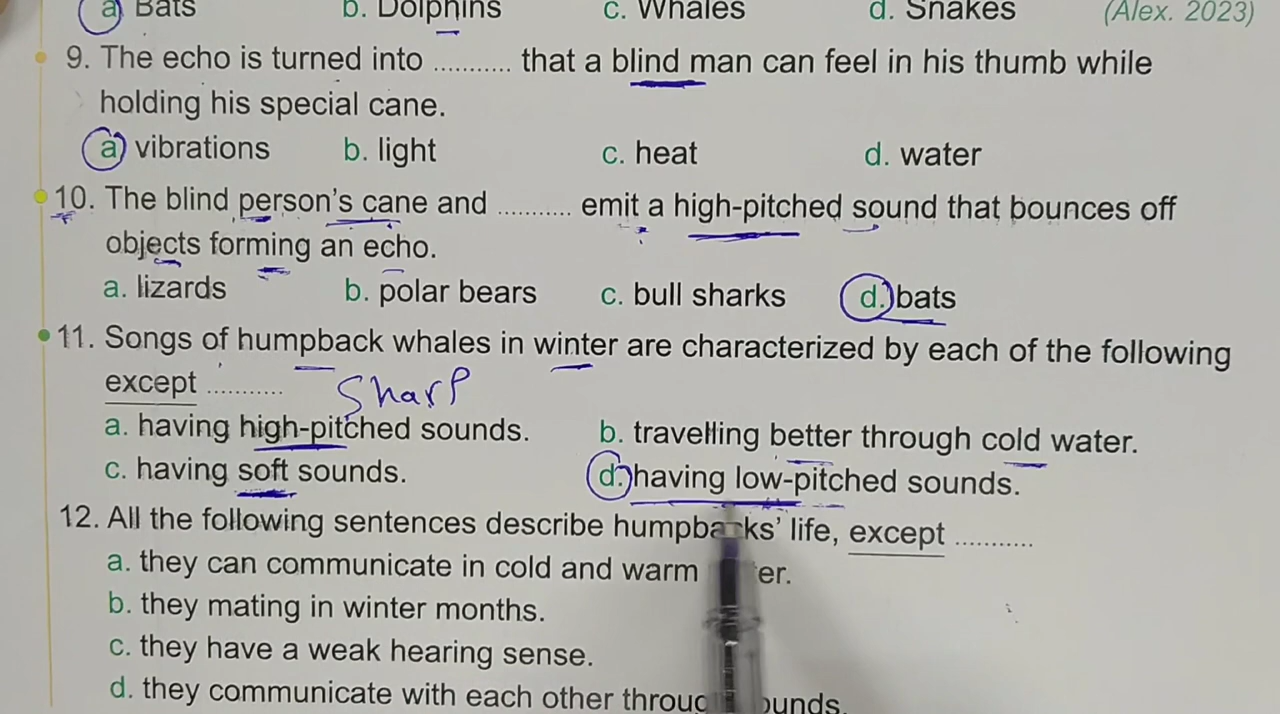 a Bats b. Dolphins c. Whales d. Snakes (Alex. 2023)
9. The echo is turned into ........... that a blind man can feel in his thumb while
holding his special cane.
a vibrations b. light c. heat d. water
10. The blind person's cane and ........... emit a high-pitched sound that bounces off
objects forming an echo.
a. lizards b. polar bears c. bull sharks d. bats
11. Songs of humpback whales in winter are characterized by each of the following
except ........... Sharp
a. having high-pitched sounds. b. travelling better through cold water.
c. having soft sounds. d. having low-pitched sounds.
12. All the following sentences describe humpbacks' life, except ...........
a. they can communicate in cold and warm er.
b. they mating in winter months.
c. they have a weak hearing sense.
d. they communicate with each other throug ounds.